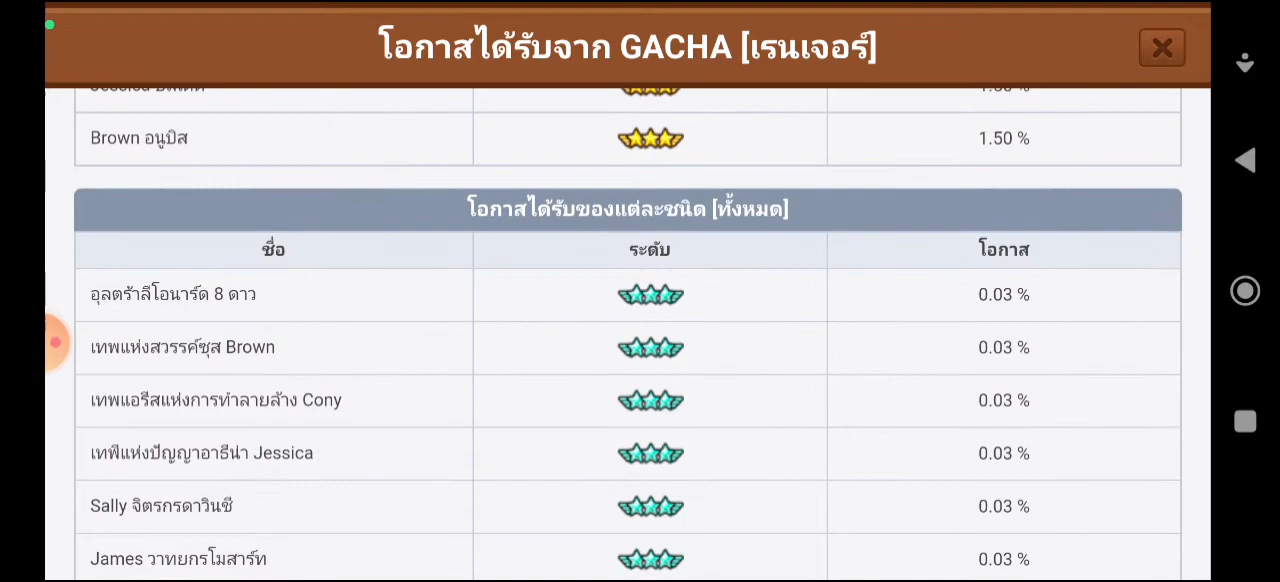 โอกาสได้รับจาก GACHA [เรนเจอร์]
Brown อนูบิส 1.50 %
โอกาสได้รับของแต่ละชนิด [ทั้งหมด]
ชื่อ ระดับ โอกาส
อุลตร้าลีโอนาร์ด 8 ดาว 0.03 %
เทพแห่งสวรรค์ซุส Brown 0.03 %
เทพแอรีสแห่งการทำลายล้าง Cony 0.03 %
เทพีแห่งปัญญาอาธีน่า Jessica 0.03 %
Sally จิตรกรดาวินชี 0.03 %
James วาทยกรโมสาร์ท 0.03 %